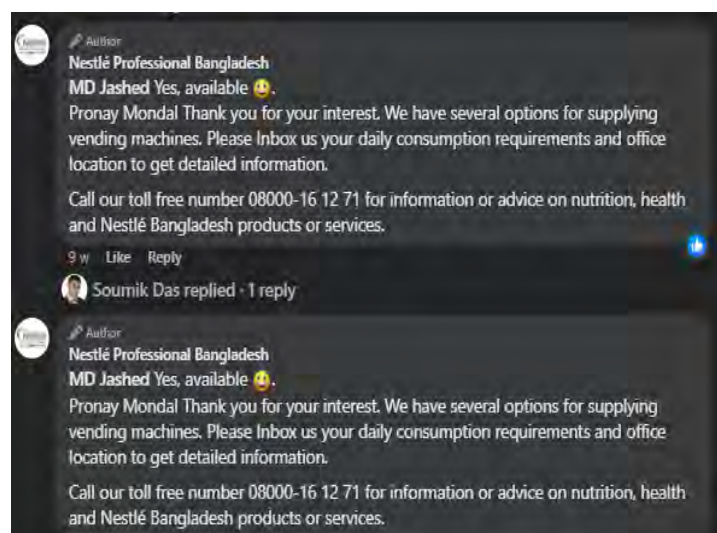 Author
Nestlé Professional Bangladesh
MD Jashed Yes, available 😃.
Pronay Mondal Thank you for your interest. We have several options for supplying
vending machines. Please Inbox us your daily consumption requirements and office
location to get detailed information.
Call our toll free number 08000-16 12 71 for information or advice on nutrition, health
and Nestlé Bangladesh products or services.
9 w Like Reply
Soumik Das replied · 1 reply
Author
Nestlé Professional Bangladesh
MD Jashed Yes, available 😃.
Pronay Mondal Thank you for your interest. We have several options for supplying
vending machines. Please Inbox us your daily consumption requirements and office
location to get detailed information.
Call our toll free number 08000-16 12 71 for information or advice on nutrition, health
and Nestlé Bangladesh products or services.